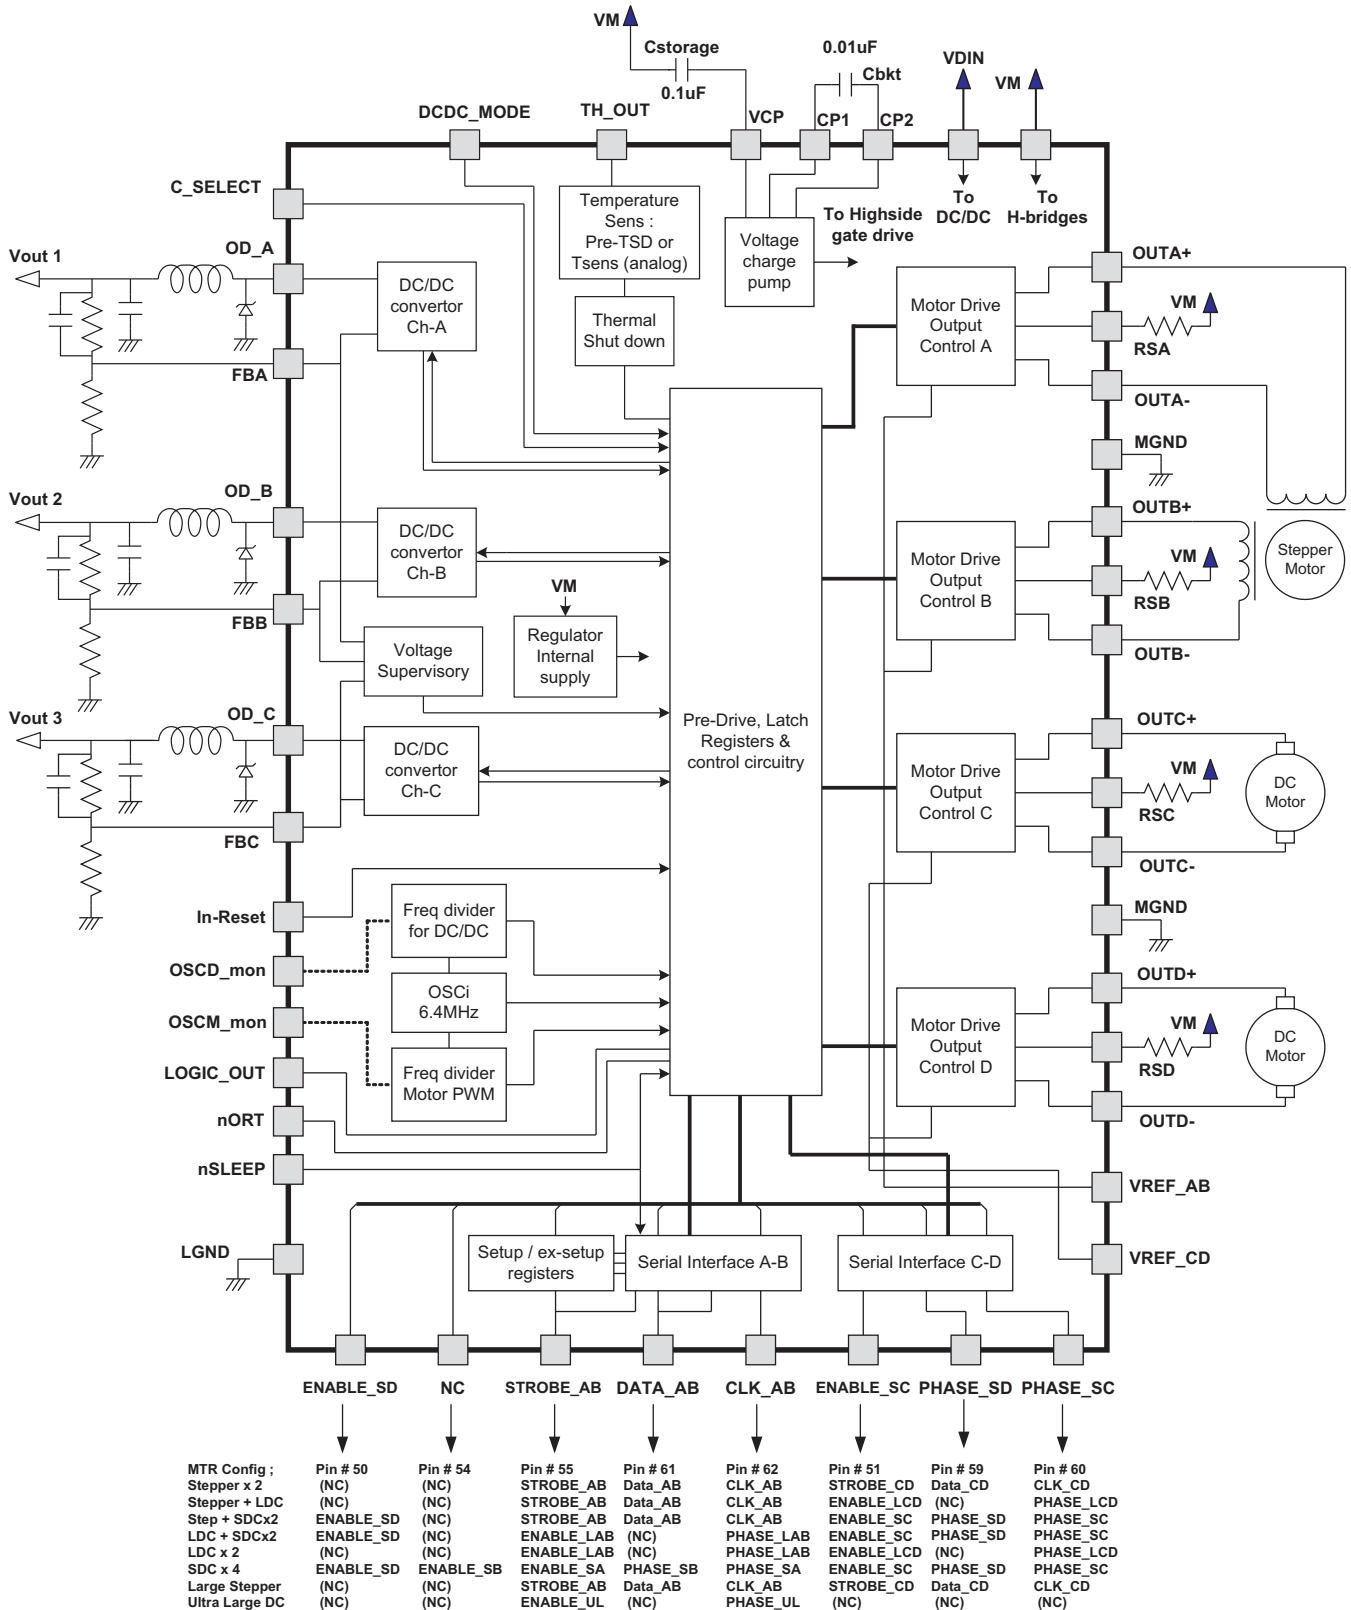 VM
Cstorage
0.1uF
0.01uF
Cbkt
VDIN
VM
DCDC_MODE
TH_OUT
VCP
CP1
CP2
C_SELECT
Temperature
Sens :
Pre-TSD or
Tsens (analog)
Voltage
charge
pump
To Highside
gate drive
To
DC/DC
To
H-bridges
Vout 1
OD_A
DC/DC
convertor
Ch-A
Thermal
Shut down
FBA
Motor Drive
Output
Control A
OUTA+
VM
RSA
OUTA-
MGND
Vout 2
OD_B
DC/DC
convertor
Ch-B
FBB
VM
Regulator
Internal
supply
Voltage
Supervisory
Motor Drive
Output
Control B
OUTB+
VM
RSB
OUTB-
Stepper
Motor
Vout 3
OD_C
DC/DC
convertor
Ch-C
FBC
Pre-Drive, Latch
Registers &
control circuitry
Motor Drive
Output
Control C
OUTC+
VM
RSC
OUTC-
DC
Motor
MGND
In-Reset
OSCD_mon
OSCM_mon
LOGIC_OUT
nORT
nSLEEP
LGND
Freq divider
for DC/DC
OSCi
6.4MHz
Freq divider
Motor PWM
Motor Drive
Output
Control D
OUTD+
VM
RSD
OUTD-
DC
Motor
VREF_AB
VREF_CD
Setup / ex-setup
registers
Serial Interface A-B
Serial Interface C-D
ENABLE_SD NC STROBE_AB DATA_AB CLK_AB ENABLE_SC PHASE_SD PHASE_SC
MTR Config ; Pin # 50 Pin # 54 Pin # 55 Pin # 61 Pin # 62 Pin # 51 Pin # 59 Pin # 60
Stepper x 2 (NC) (NC) STROBE_AB Data_AB CLK_AB STROBE_CD Data_CD CLK_CD
Stepper + LDC (NC) (NC) STROBE_AB Data_AB CLK_AB ENABLE_LCD (NC) PHASE_LCD
Step + SDCx2 ENABLE_SD (NC) STROBE_AB Data_AB CLK_AB ENABLE_SC PHASE_SD PHASE_SC
LDC + SDCx2 ENABLE_SD (NC) ENABLE_LAB (NC) PHASE_LAB ENABLE_SC PHASE_SD PHASE_SC
LDC x 2 (NC) (NC) ENABLE_LAB (NC) PHASE_LAB ENABLE_LCD (NC) PHASE_LCD
SDC x 4 ENABLE_SD ENABLE_SB ENABLE_SA PHASE_SB PHASE_SA ENABLE_SC PHASE_SD PHASE_SC
Large Stepper (NC) (NC) STROBE_AB Data_AB CLK_AB STROBE_CD Data_CD CLK_CD
Ultra Large DC (NC) (NC) ENABLE_UL (NC) PHASE_UL (NC) (NC) (NC)